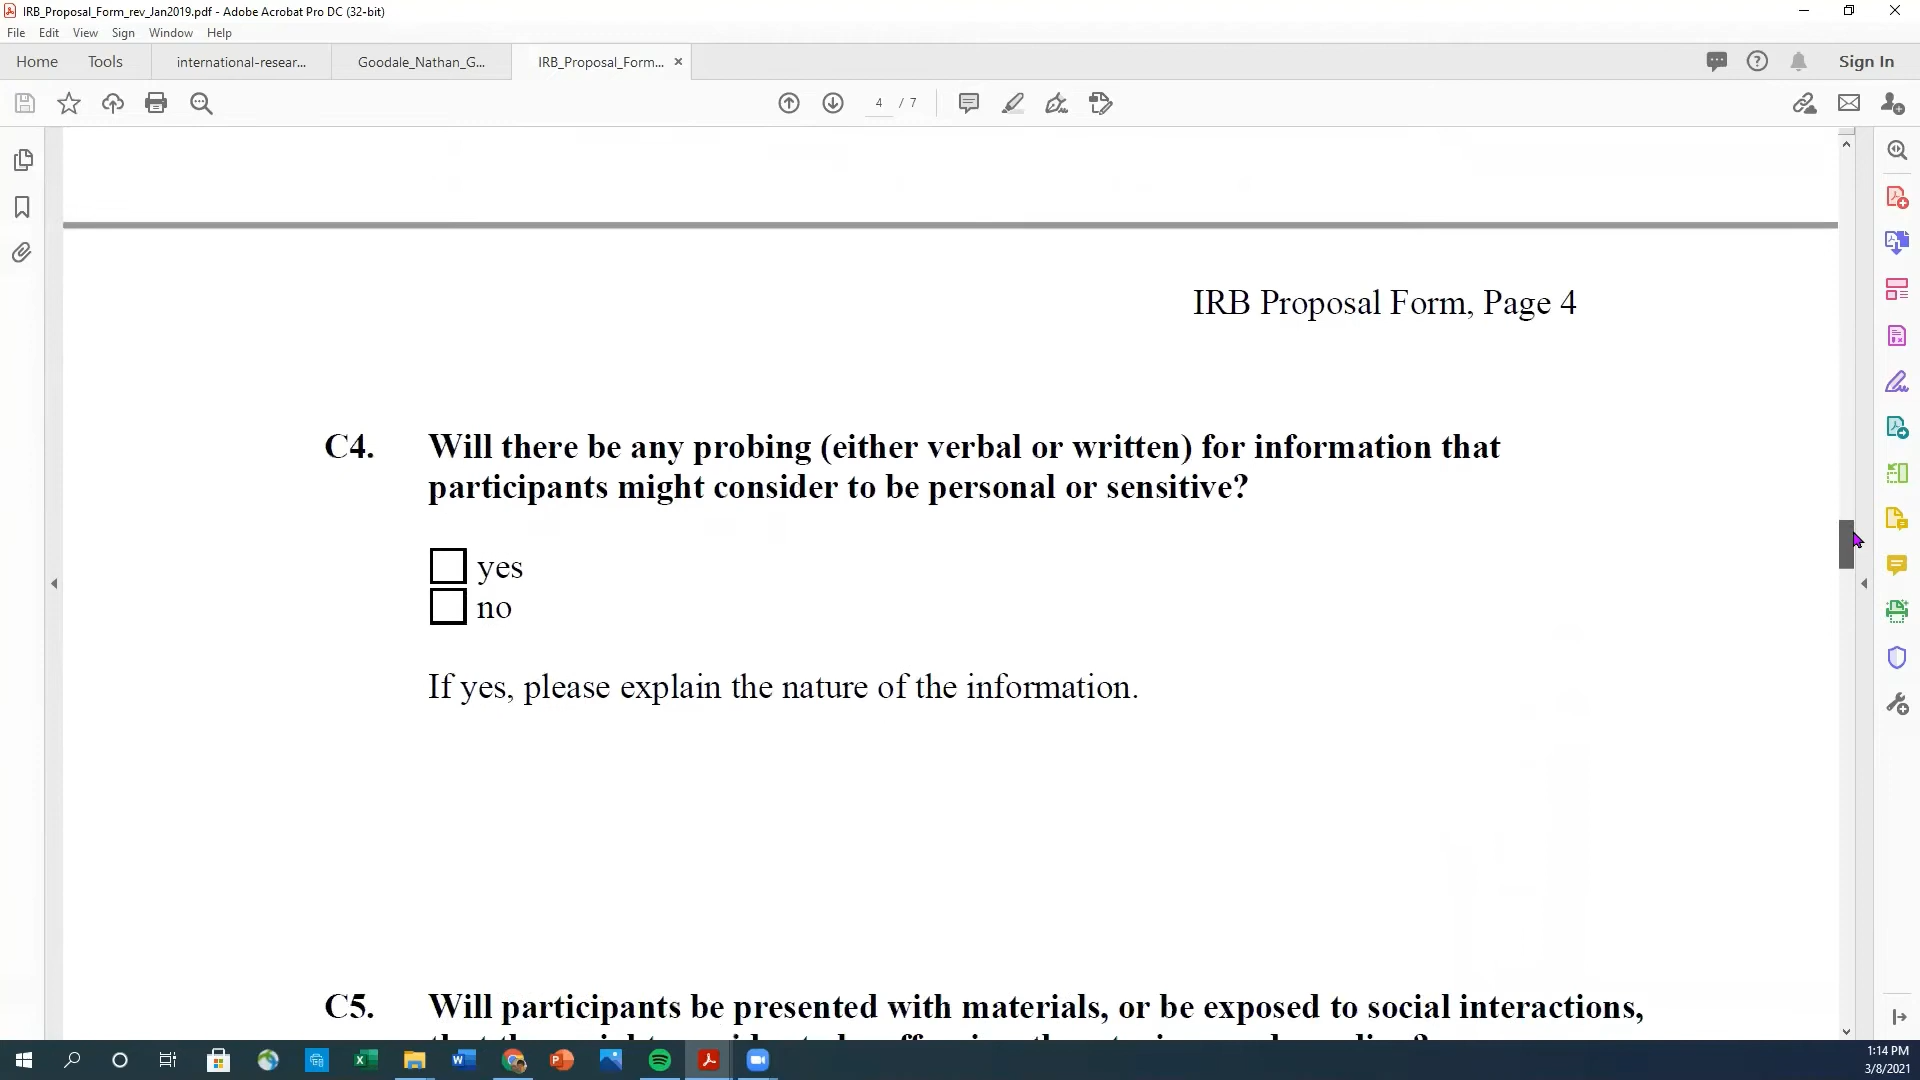 IRB_Proposal_Form_rev_Jan2019.pdf - Adobe Acrobat Pro DC (32-bit)
File Edit View Sign Window Help
Home Tools international-resear... Goodale_Nathan_G... IRB_Proposal_Form... Sign In
4 / 7
IRB Proposal Form, Page 4
C4. Will there be any probing (either verbal or written) for information that
participants might consider to be personal or sensitive?
yes
no
If yes, please explain the nature of the information.
C5. Will participants be presented with materials, or be exposed to social interactions,
1:14 PM
3/8/2021